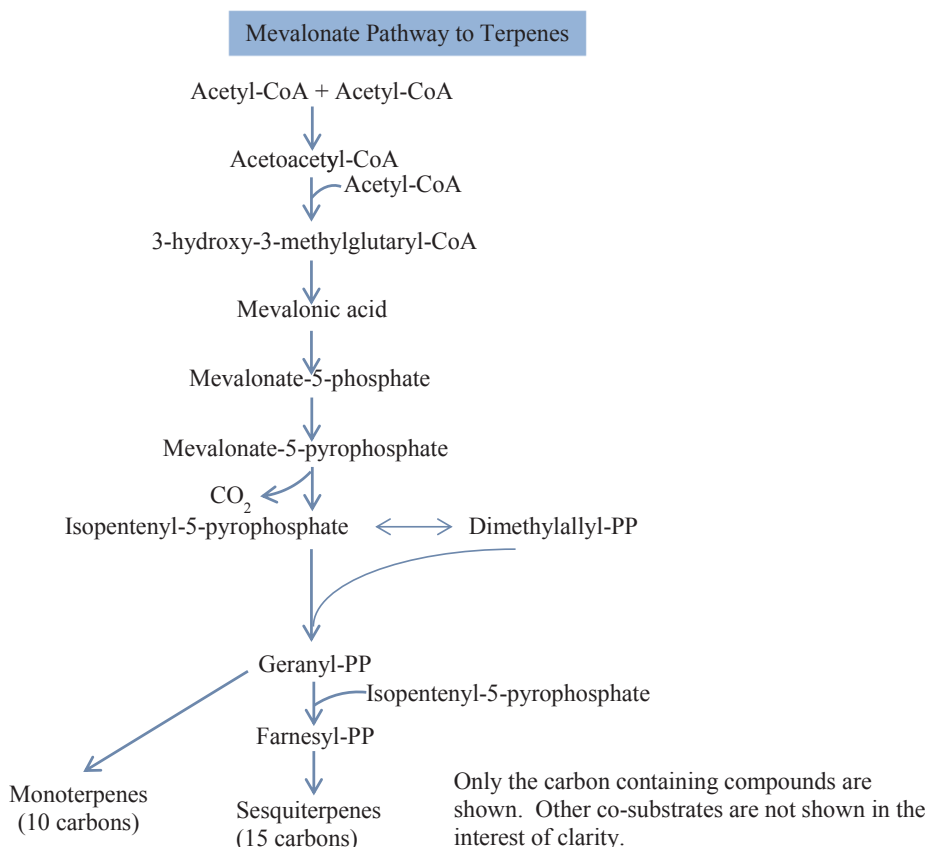 Mevalonate Pathway to Terpenes
Acetyl-CoA + Acetyl-CoA
Acetoacetyl-CoA
Acetyl-CoA
3-hydroxy-3-methylglutaryl-CoA
Mevalonic acid
Mevalonate-5-phosphate
Mevalonate-5-pyrophosphate
CO2
Isopentenyl-5-pyrophosphate
Dimethylallyl-PP
Geranyl-PP
Isopentenyl-5-pyrophosphate
Farnesyl-PP
Monoterpenes
(10 carbons)
Sesquiterpenes
(15 carbons)
Only the carbon containing compounds are
shown. Other co-substrates are not shown in the
interest of clarity.